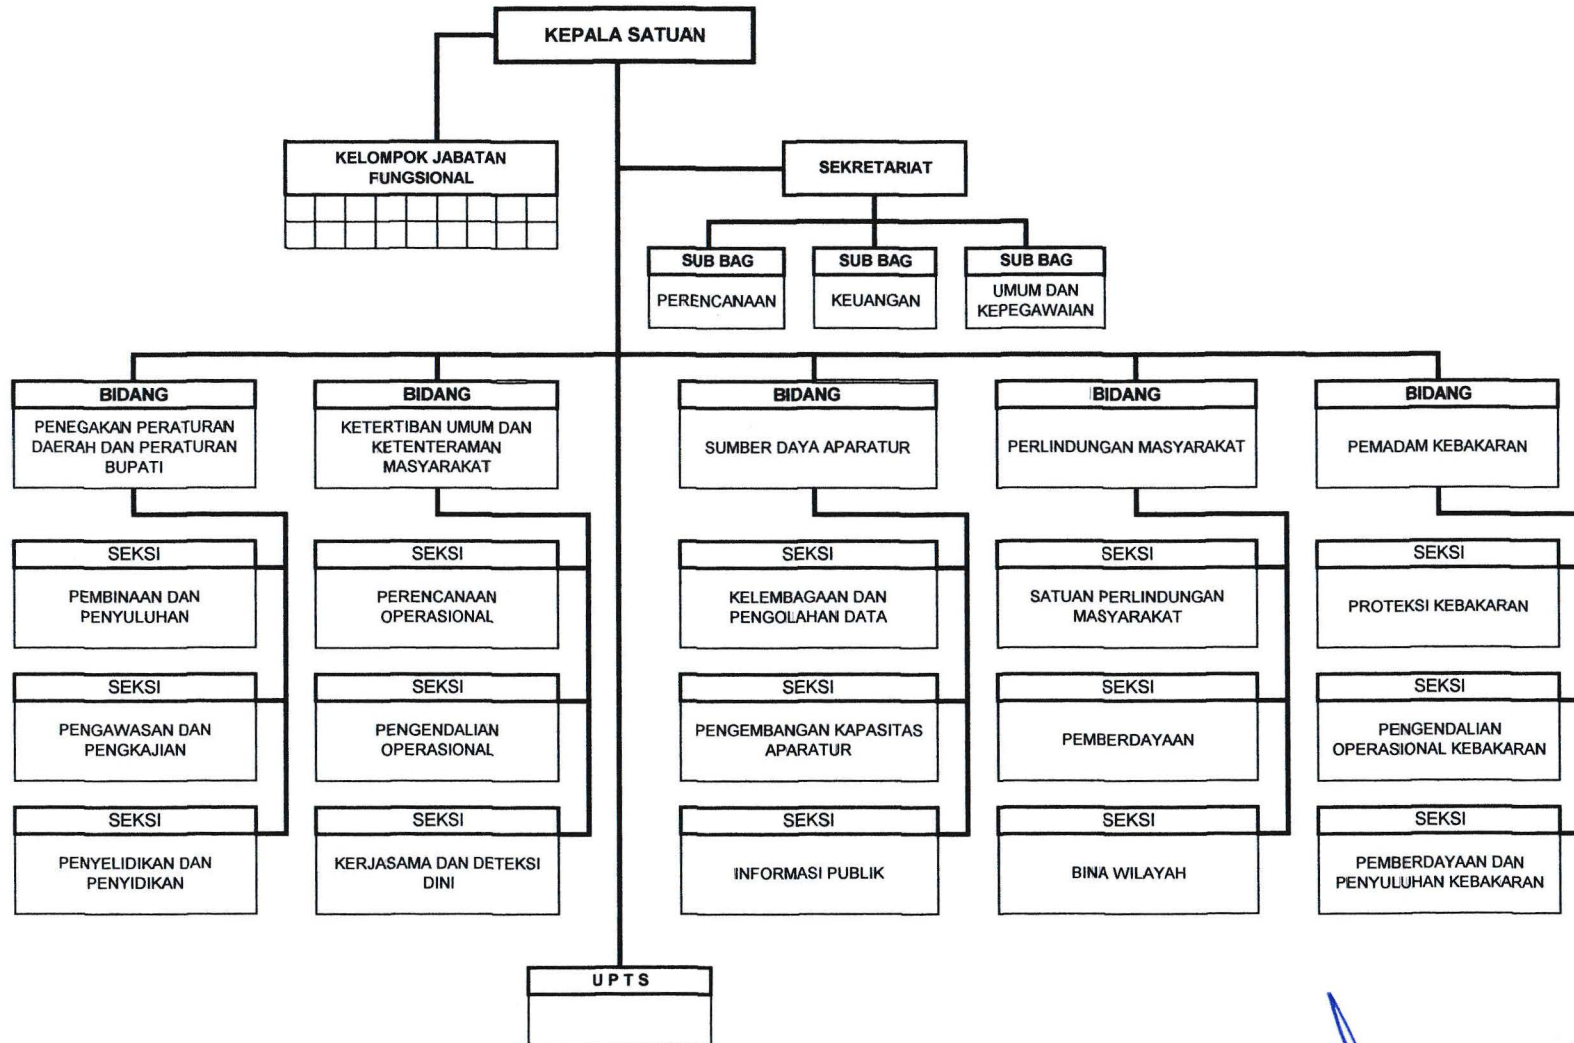 KEPALA SATUAN
KELOMPOK JABATAN
FUNGSIONAL
SEKRETARIAT
SUB BAG
PERENCANAAN
SUB BAG
KEUANGAN
SUB BAG
UMUM DAN
KEPEGAWAIAN
BIDANG
PENEGAKAN PERATURAN
DAERAH DAN PERATURAN
BUPATI
BIDANG
KETERTIBAN UMUM DAN
KETENTERAMAN
MASYARAKAT
BIDANG
SUMBER DAYA APARATUR
BIDANG
PERLINDUNGAN MASYARAKAT
BIDANG
PEMADAM KEBAKARAN
SEKSI
PEMBINAAN DAN
PENYULUHAN
SEKSI
PERENCANAAN
OPERASIONAL
SEKSI
KELEMBAGAAN DAN
PENGOLAHAN DATA
SEKSI
SATUAN PERLINDUNGAN
MASYARAKAT
SEKSI
PROTEKSI KEBAKARAN
SEKSI
PENGAWASAN DAN
PENGKAJIAN
SEKSI
PENGENDALIAN
OPERASIONAL
SEKSI
PENGEMBANGAN KAPASITAS
APARATUR
SEKSI
PEMBERDAYAAN
SEKSI
PENGENDALIAN
OPERASIONAL KEBAKARAN
SEKSI
PENYELIDIKAN DAN
PENYIDIKAN
SEKSI
KERJASAMA DAN DETEKSI
DINI
SEKSI
INFORMASI PUBLIK
SEKSI
BINA WILAYAH
SEKSI
PEMBERDAYAAN DAN
PENYULUHAN KEBAKARAN
U P T S